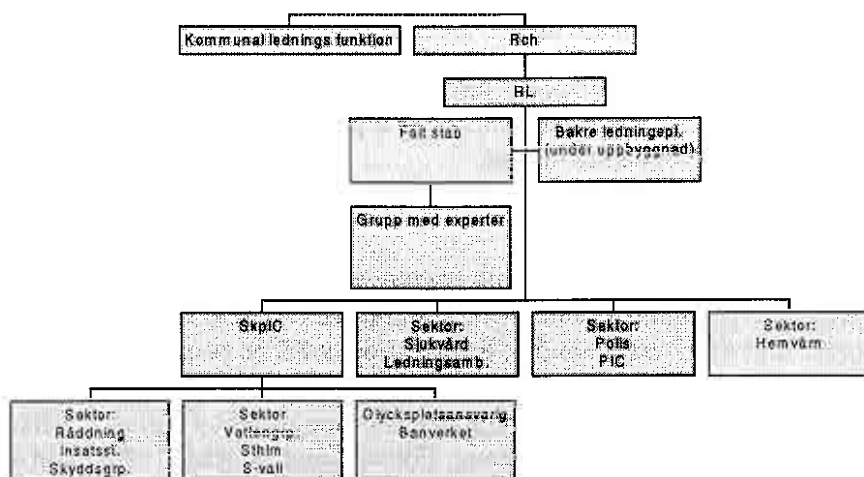 Kommunal lednings funktion
Rch
RL
Fält stab
Bakre ledningspl.
(under uppbyggnad)
Grupp med experter
SkplC
Sektor:
Sjukvård
Ledningsamb.
Sektor:
Polis
PIC
Sektor:
Hemvärn
Sektor:
Räddning
Insatsst.
Skyddsgrp.
Sektor
Vattengrp.
Sthlm
S-vall
Olycksplatsansvarig
Banverket